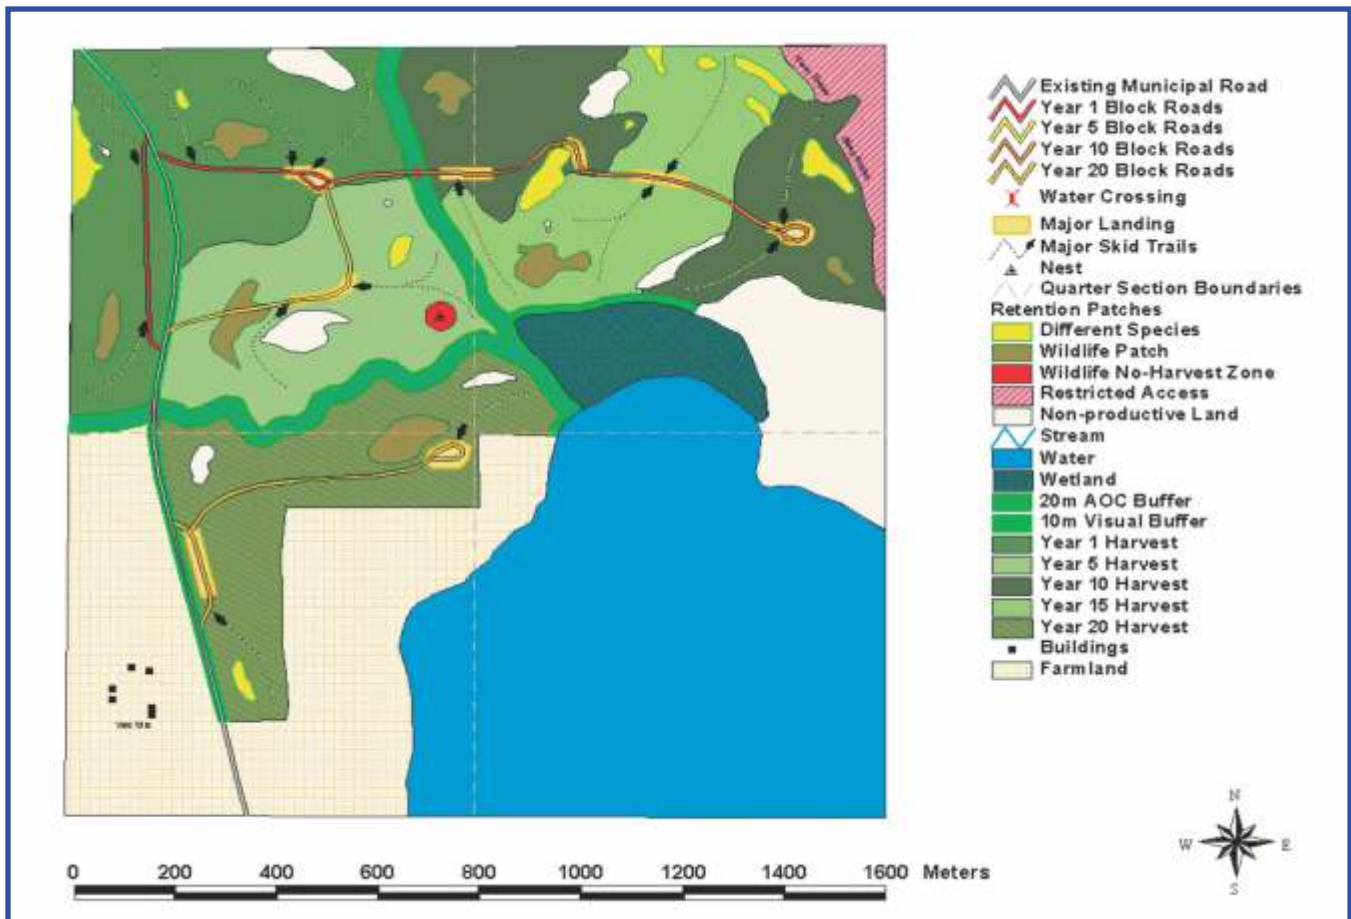 Existing Municipal Road
Year 1 Block Roads
Year 5 Block Roads
Year 10 Block Roads
Year 20 Block Roads
Water Crossing
Major Landing
Major Skid Trails
Nest
Quarter Section Boundaries
Retention Patches
Different Species
Wildlife Patch
Wildlife No-Harvest Zone
Restricted Access
Non-productive Land
Stream
Water
Wetland
20m AOC Buffer
10m Visual Buffer
Year 1 Harvest
Year 5 Harvest
Year 10 Harvest
Year 15 Harvest
Year 20 Harvest
Buildings
Farmland
N
W E
S
0 200 400 600 800 1000 1200 1400 1600 Meters